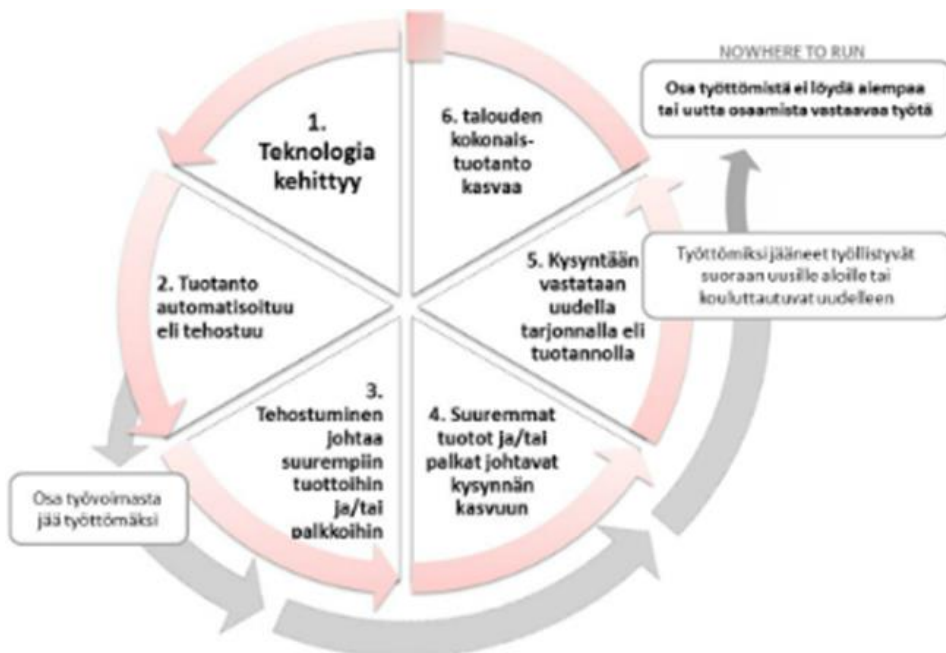 1.
Teknologia
kehittyy
2. Tuotanto
automatisoituu
eli tehostuu
3.
Tehostuminen
johtaa
suurempiin
tuottoihin
ja/tai
palkkoihin
4. Suuremmat
tuotot ja/tai
palkat johtavat
kysynnän
kasvuun
5. Kysyntään
vastataan
uudella
tarjonnalla eli
tuotannolla
6. talouden
kokonais-
tuotanto
kasvaa
Osa työvoimasta
jää työttömäksi
Työttömiksi jääneet työllistyvät
suoraan uusille aloille tai
kouluttautuvat uudelleen
NOWHERE TO RUN
Osa työttömistä ei löydä aiempaa
tai uutta osaamista vastaavaa työtä